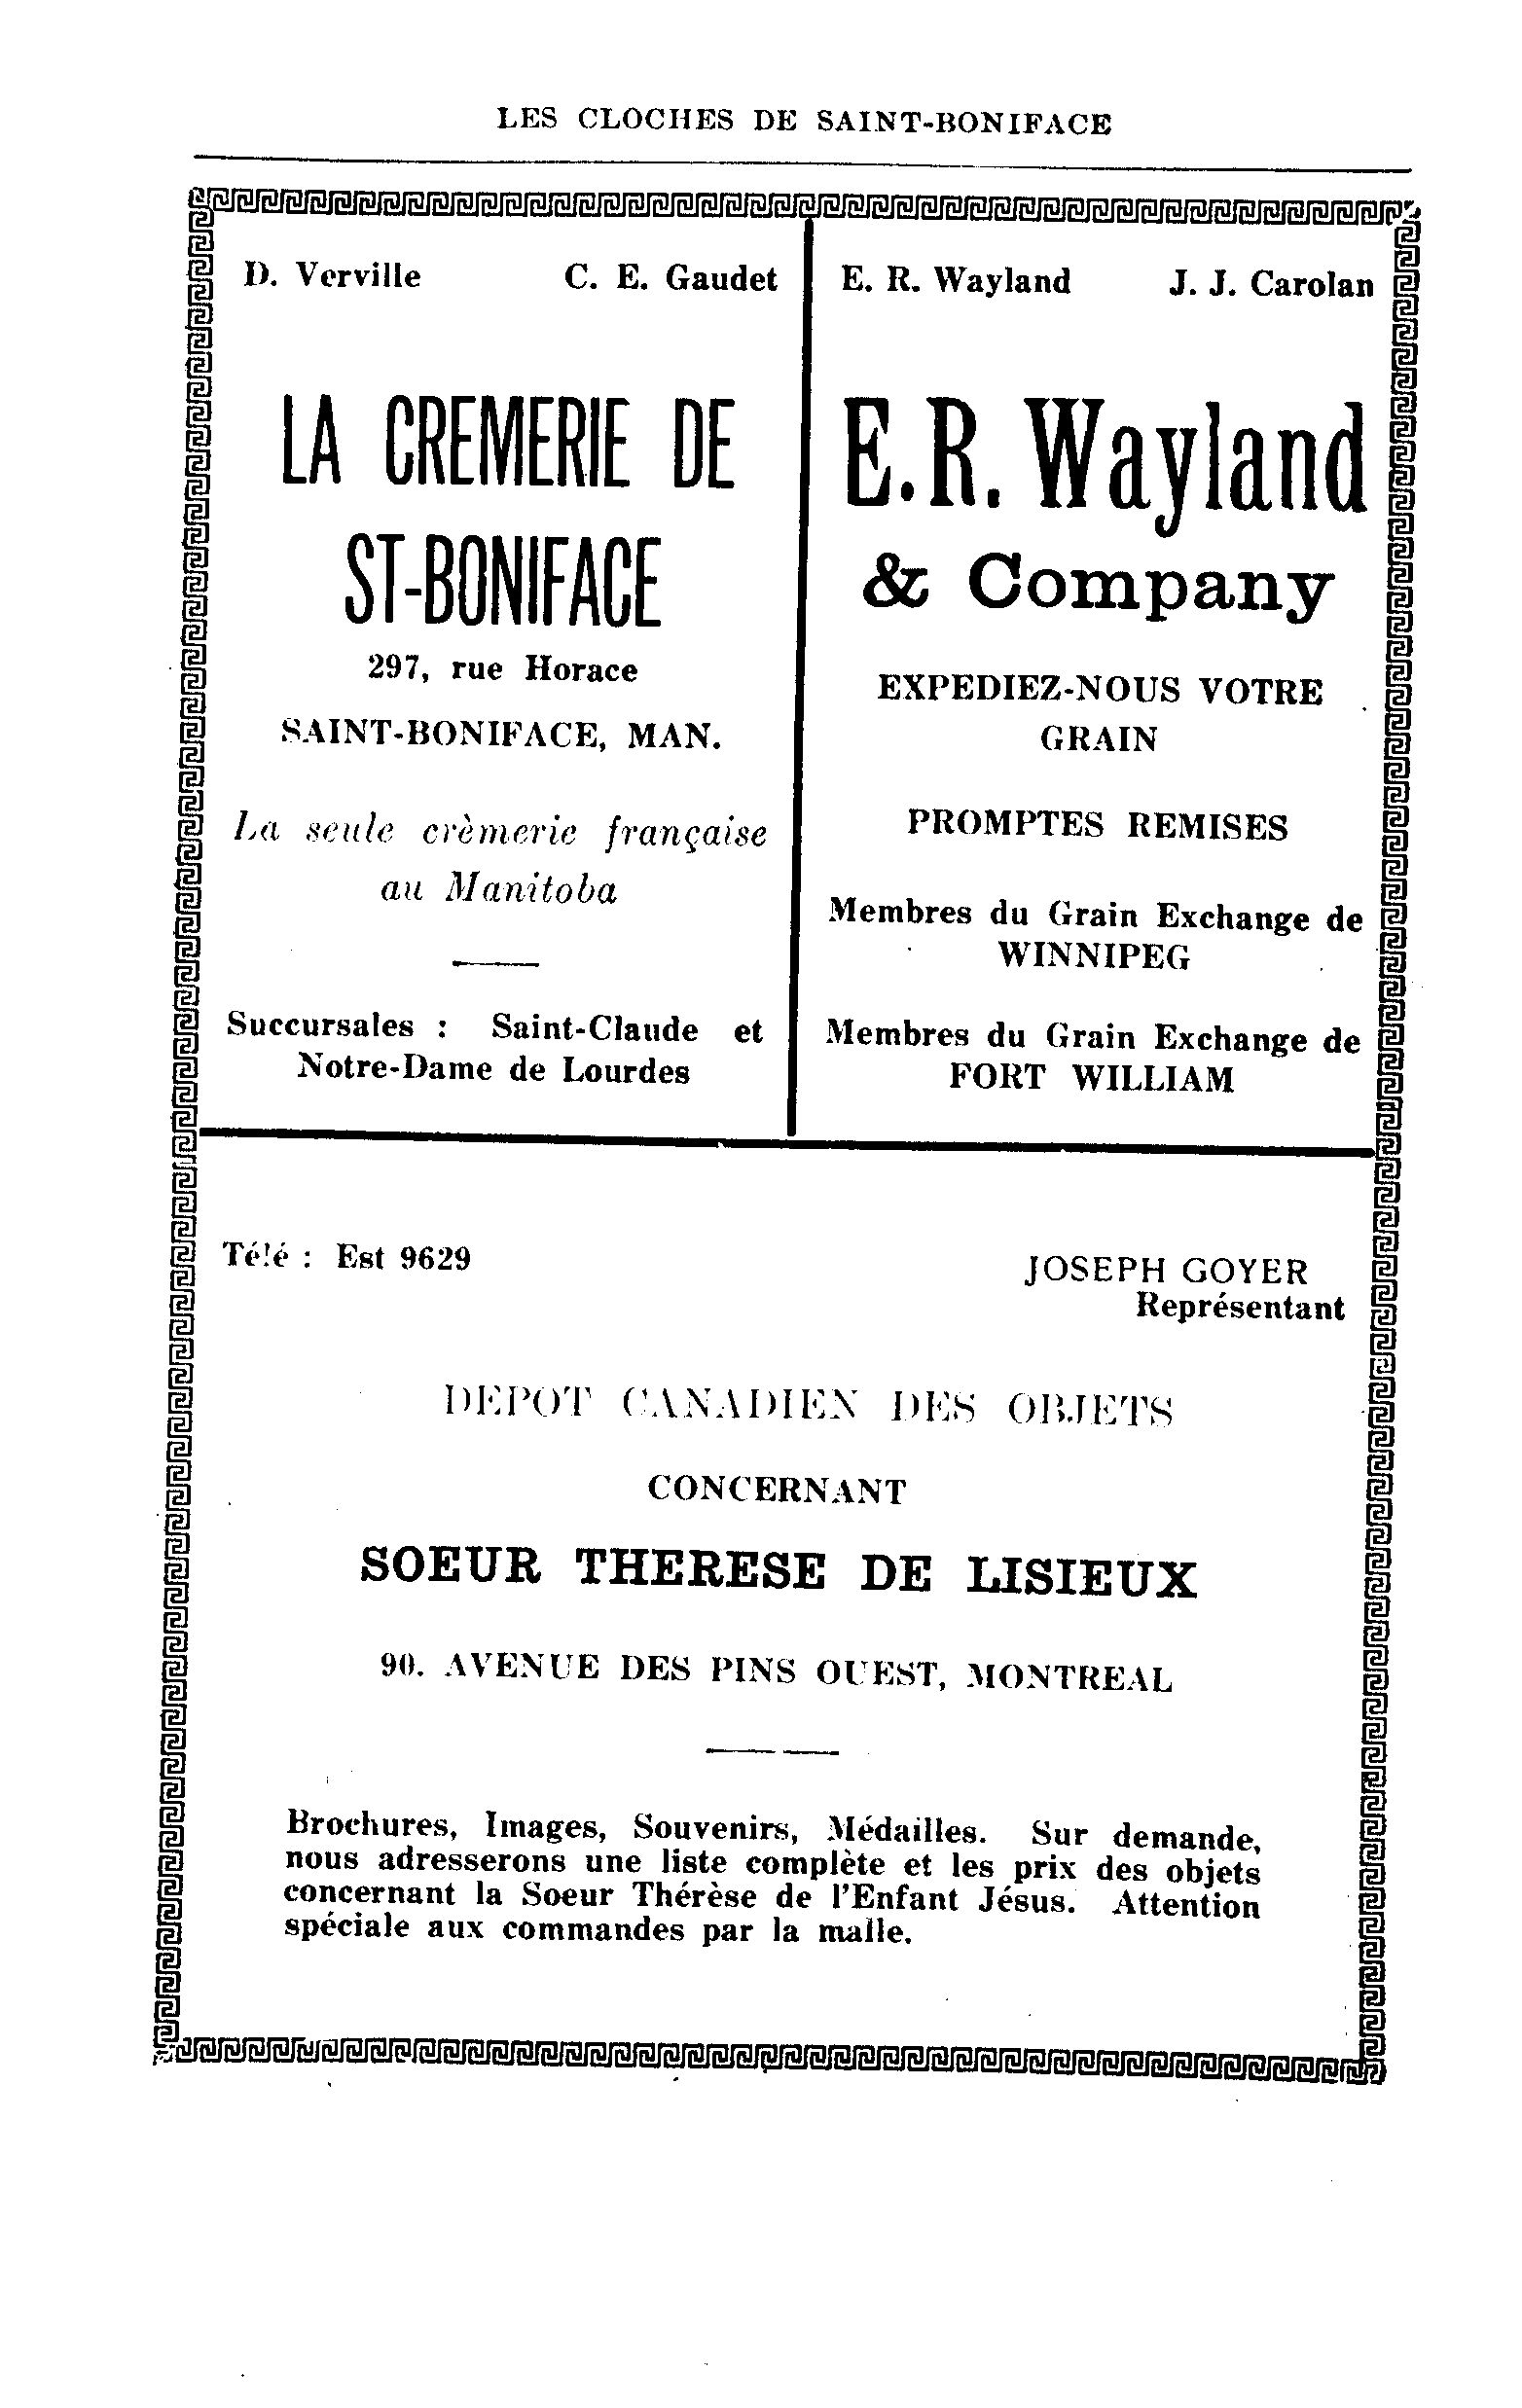 LES CLOCHES DE SAINT-BONIFACE
D. Verville C. E. Gaudet
LA CREMERIE DE
ST-BONIFACE
297, rue Horace
SAINT-BONIFACE, MAN.
La seule crèmerie française
au Manitoba
Succursales : Saint-Claude et
Notre-Dame de Lourdes
E. R. Wayland J. J. Carolan
E. R. Wayland
& Company
EXPEDIEZ-NOUS VOTRE
GRAIN
PROMPTES REMISES
Membres du Grain Exchange de
WINNIPEG
Membres du Grain Exchange de
FORT WILLIAM
Télé : Est 9629
JOSEPH GOYER
Représentant
DEPOT CANADIEN DES OBJETS
CONCERNANT
SOEUR THERESE DE LISIEUX
90. AVENUE DES PINS OUEST, MONTREAL
Brochures, Images, Souvenirs, Médailles. Sur demande,
nous adresserons une liste complète et les prix des objets
concernant la Soeur Thérèse de l'Enfant Jésus. Attention
spéciale aux commandes par la malle.